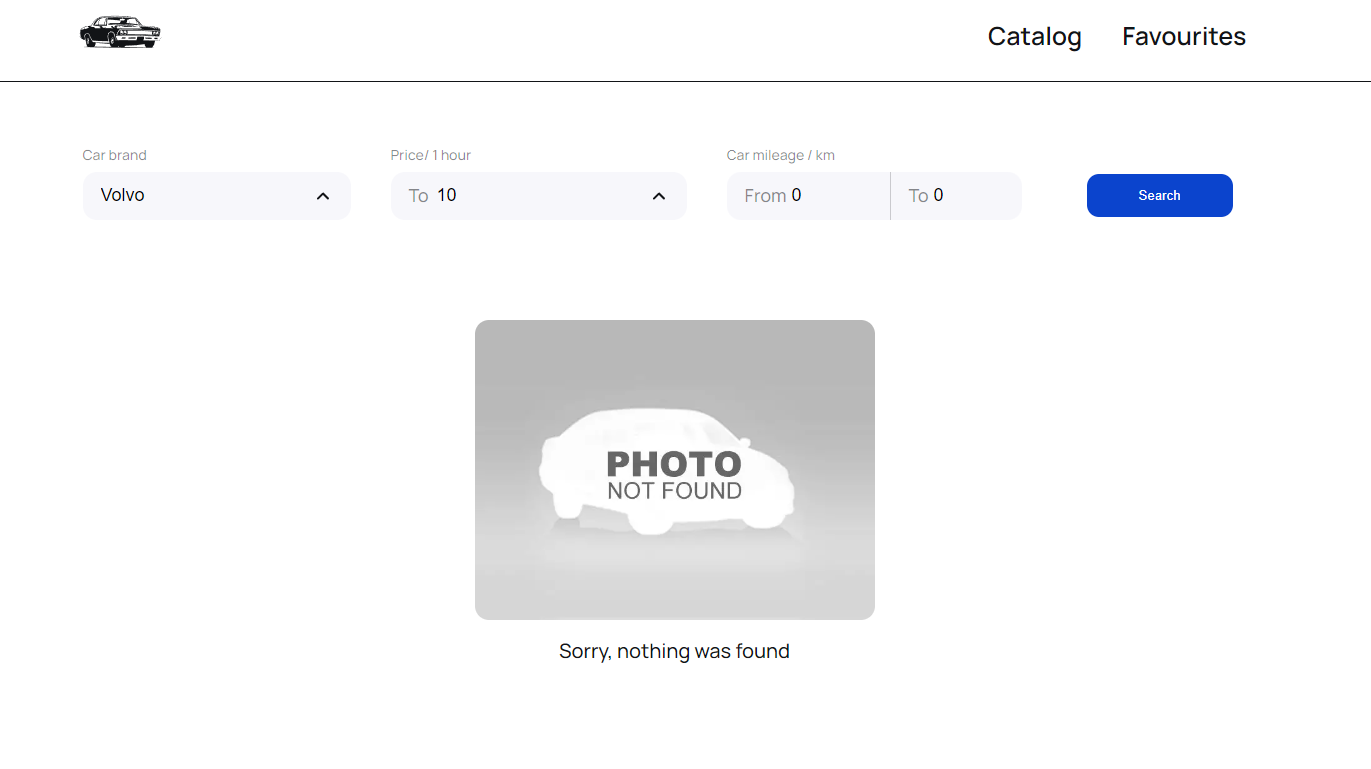 Catalog Favourites
Car brand Price/ 1 hour Car mileage / km
Volvo To 10 From 0 To 0 Search
PHOTO
NOT FOUND
Sorry, nothing was found